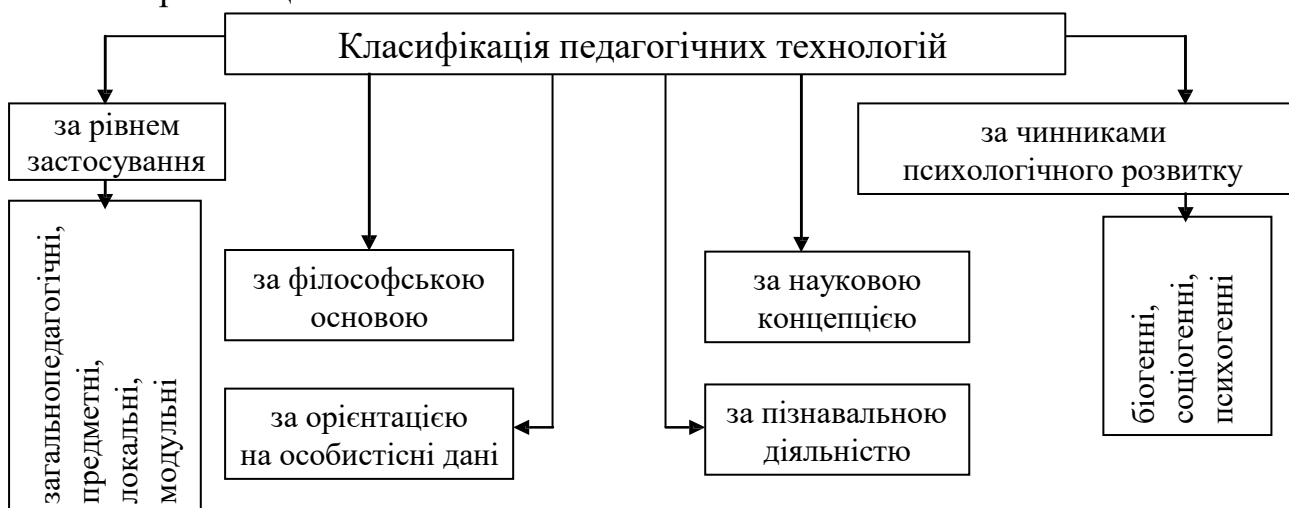 Класифікація педагогічних технологій
за рівнем
застосування
за чинниками
психологічного розвитку
загальнопедагогічні,
предметні,
локальні,
модульні
за філософською
основою
за науковою
концепцією
біогенні,
соціогенні,
психогенні
за орієнтацією
на особистісні дані
за пізнавальною
діяльністю